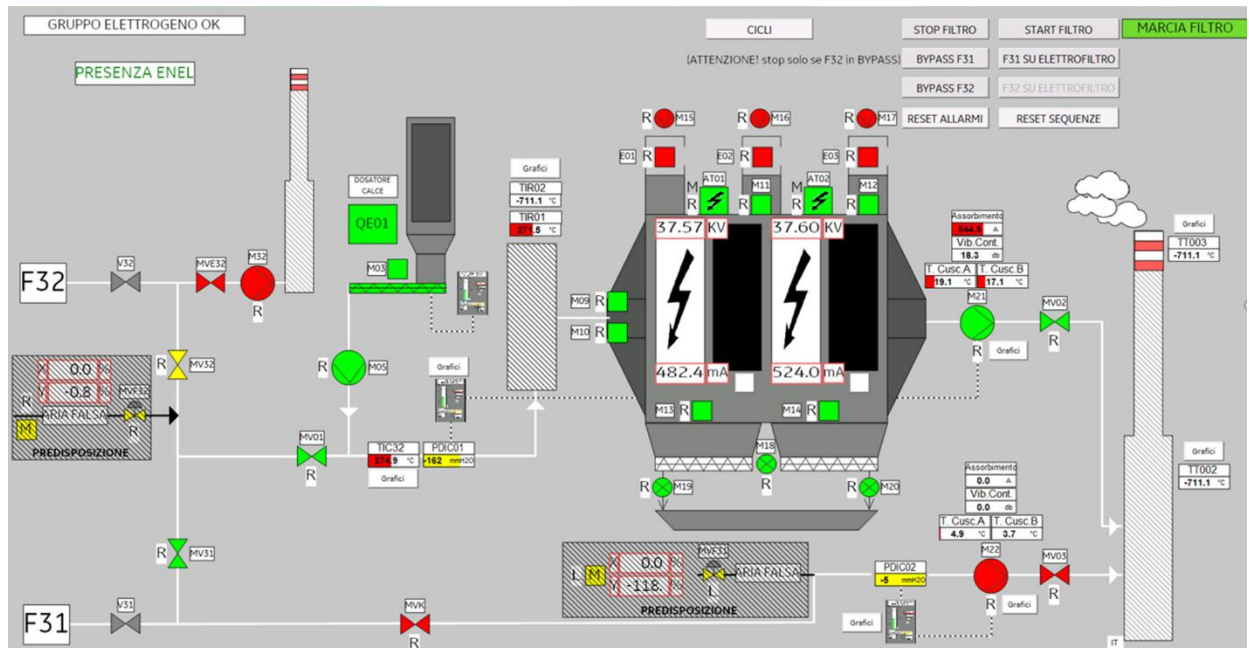 GRUPPO ELETTROGENO OK
CICLI
STOP FILTRO
START FILTRO
MARCIA FILTRO
(ATTENZIONE! stop solo se F32 in BYPASS)
BYPASS F31
F31 SU ELETTROFILTRO
PRESENZA ENEL
BYPASS F32
F32 SU ELETTROFILTRO
RESET ALLARMI
RESET SEQUENZE
R M15
R M16
R M17
E01 R
E02 R
E03 R
Grafici
TIR02
-711.1 °C
TIR01
271.5 °C
DOSATORE
CALCE
QE01
M03
M AT01
R
M11
R
M AT02
R
M12
R
37.57 KV
37.60 KV
Assorbimento
A
Vib.Cont.
18.3 db
T. Cusc.A
T. Cusc.B
19.1 °C
17.1 °C
M21
R
Grafici
MV02
R
Grafici
TT003
-711.1 °C
F32
V32
MVE32
R
M32
R
M09 R
M10 R
R MV32
R M05
X 0.0 %
-0.8
R
M
ARIA FALSA
MVF32
R
PREDISPOSIZIONE
Grafici
482.4 mA
524.0 mA
M13 R
M14 R
MV01
R
TIC32
274.9 °C
Grafici
PDIC01
-162 mmH2O
M18
R
R M19
R M20
Grafici
TT002
-711.1 °C
Assorbimento
0.0 A
Vib.Cont.
0.0 db
T. Cusc.A
T. Cusc.B
4.9 °C
3.7 °C
R MV31
L M
X 0.0 %
-118.
MVF31
L
ARIA FALSA
PREDISPOSIZIONE
PDIC02
-5 mmH2O
M22
R
Grafici
MV03
R
F31
V31
MVK
R
Grafici
IT